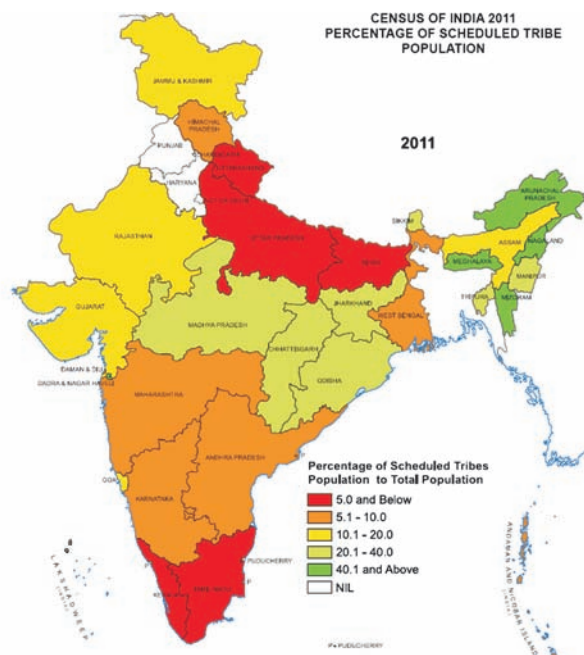 CENSUS OF INDIA 2011
PERCENTAGE OF SCHEDULED TRIBE
POPULATION
2011
JAMMU & KASHMIR
HIMACHAL
PRADESH
PUNJAB
HARYANA
RAJASTHAN
UTTAR PRADESH
BIHAR
SIKKIM
ARUNACHAL
PRADESH
ASSAM
NAGALAND
MEGHALAYA
MANIPUR
TRIPURA
MIZORAM
WEST BENGAL
JHARKHAND
GUJARAT
MADHYA PRADESH
CHHATTISGARH
ODISHA
DAMAN & DIU
DADRA & NAGAR HAVELI
MAHARASHTRA
ANDHRA PRADESH
GOA
KARNATAKA
TAMIL NADU
PUDUCHERRY
P
LAKSHADWEEP
ANDAMAN AND NICOBAR ISLAND
Percentage of Scheduled Tribes
Population to Total Population
5.0 and Below
5.1 - 10.0
10.1 - 20.0
20.1 - 40.0
40.1 and Above
NIL
P= PUDUCHERRY